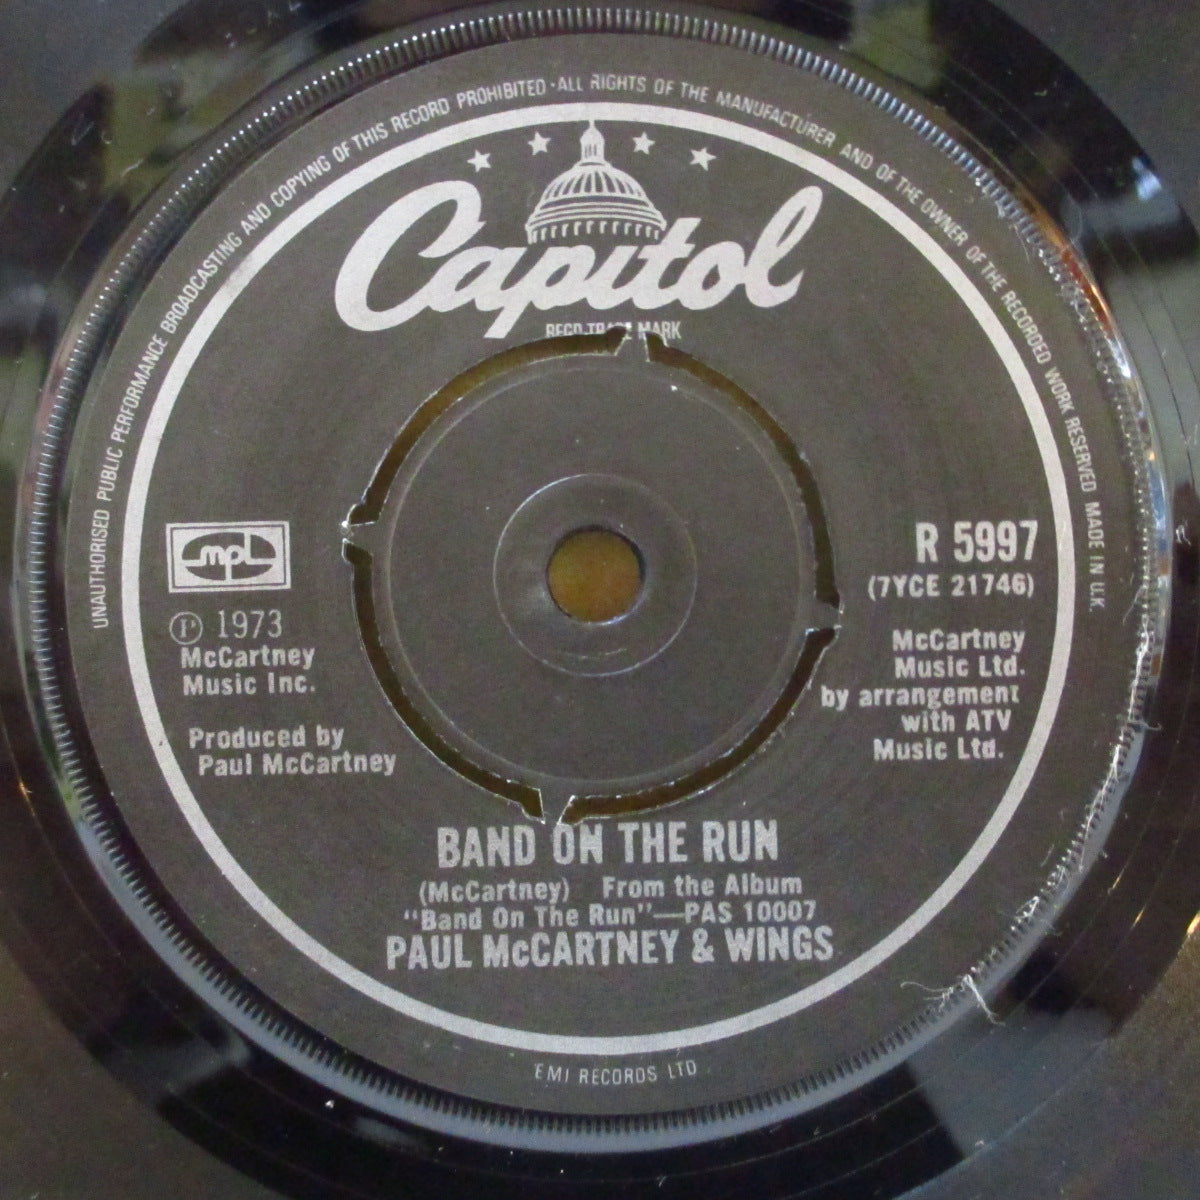 UNAUTHORISED PUBLIC PERFORMANCE BROADCASTING AND COPYING OF THIS RECORD PROHIBITED · ALL RIGHTS OF THE MANUFACTURER AND OF THE OWNER OF THE RECORDED WORK RESERVED MADE IN U.K.
Capitol
REGD. TRADE MARK
mpl
Ⓟ 1973
McCartney
Music Inc.
Produced by
Paul McCartney
R 5997
(7YCE 21746)
McCartney
Music Ltd.
by arrangement
with ATV
Music Ltd.
BAND ON THE RUN
(McCartney) From the Album
"Band On The Run"—PAS 10007
PAUL McCARTNEY & WINGS
EMI RECORDS LTD